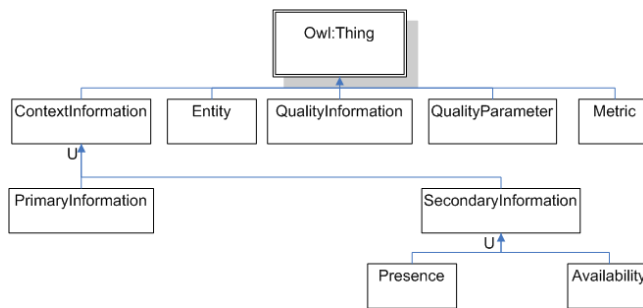 Owl:Thing
ContextInformation
Entity
QualityInformation
QualityParameter
Metric
U
PrimaryInformation
SecondaryInformation
U
Presence
Availability